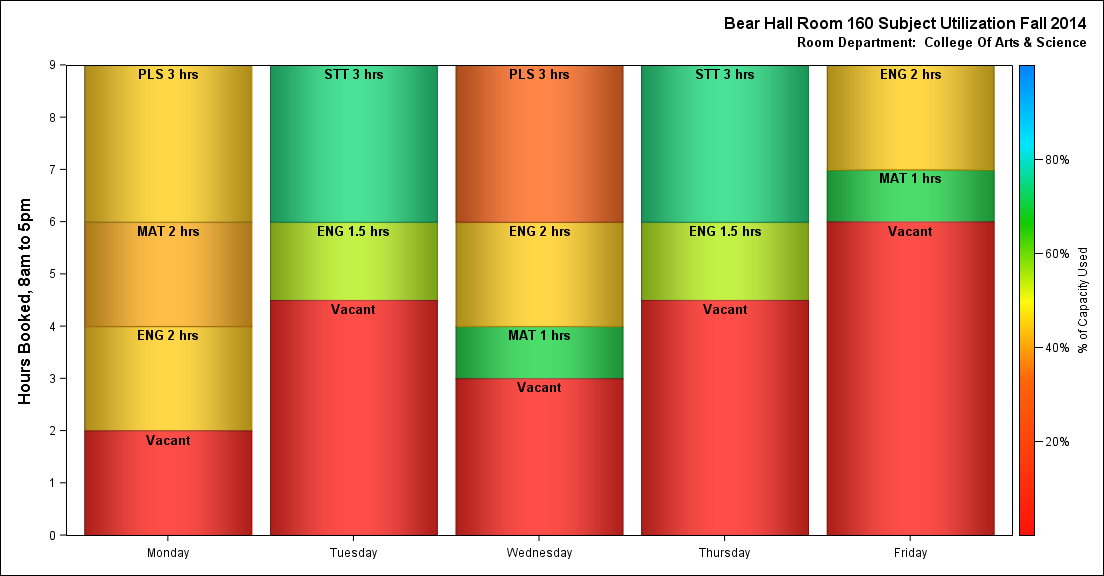 Bear Hall Room 160 Subject Utilization Fall 2014
Room Department:  College Of Arts & Science
Hours Booked, 8am to 5pm
9
8
7
6
5
4
3
2
1
0
PLS 3 hrs
MAT 2 hrs
ENG 2 hrs
Vacant
STT 3 hrs
ENG 1.5 hrs
Vacant
PLS 3 hrs
ENG 2 hrs
MAT 1 hrs
Vacant
STT 3 hrs
ENG 1.5 hrs
Vacant
ENG 2 hrs
MAT 1 hrs
Vacant
Monday
Tuesday
Wednesday
Thursday
Friday
80%
60%
40%
20%
% of Capacity Used